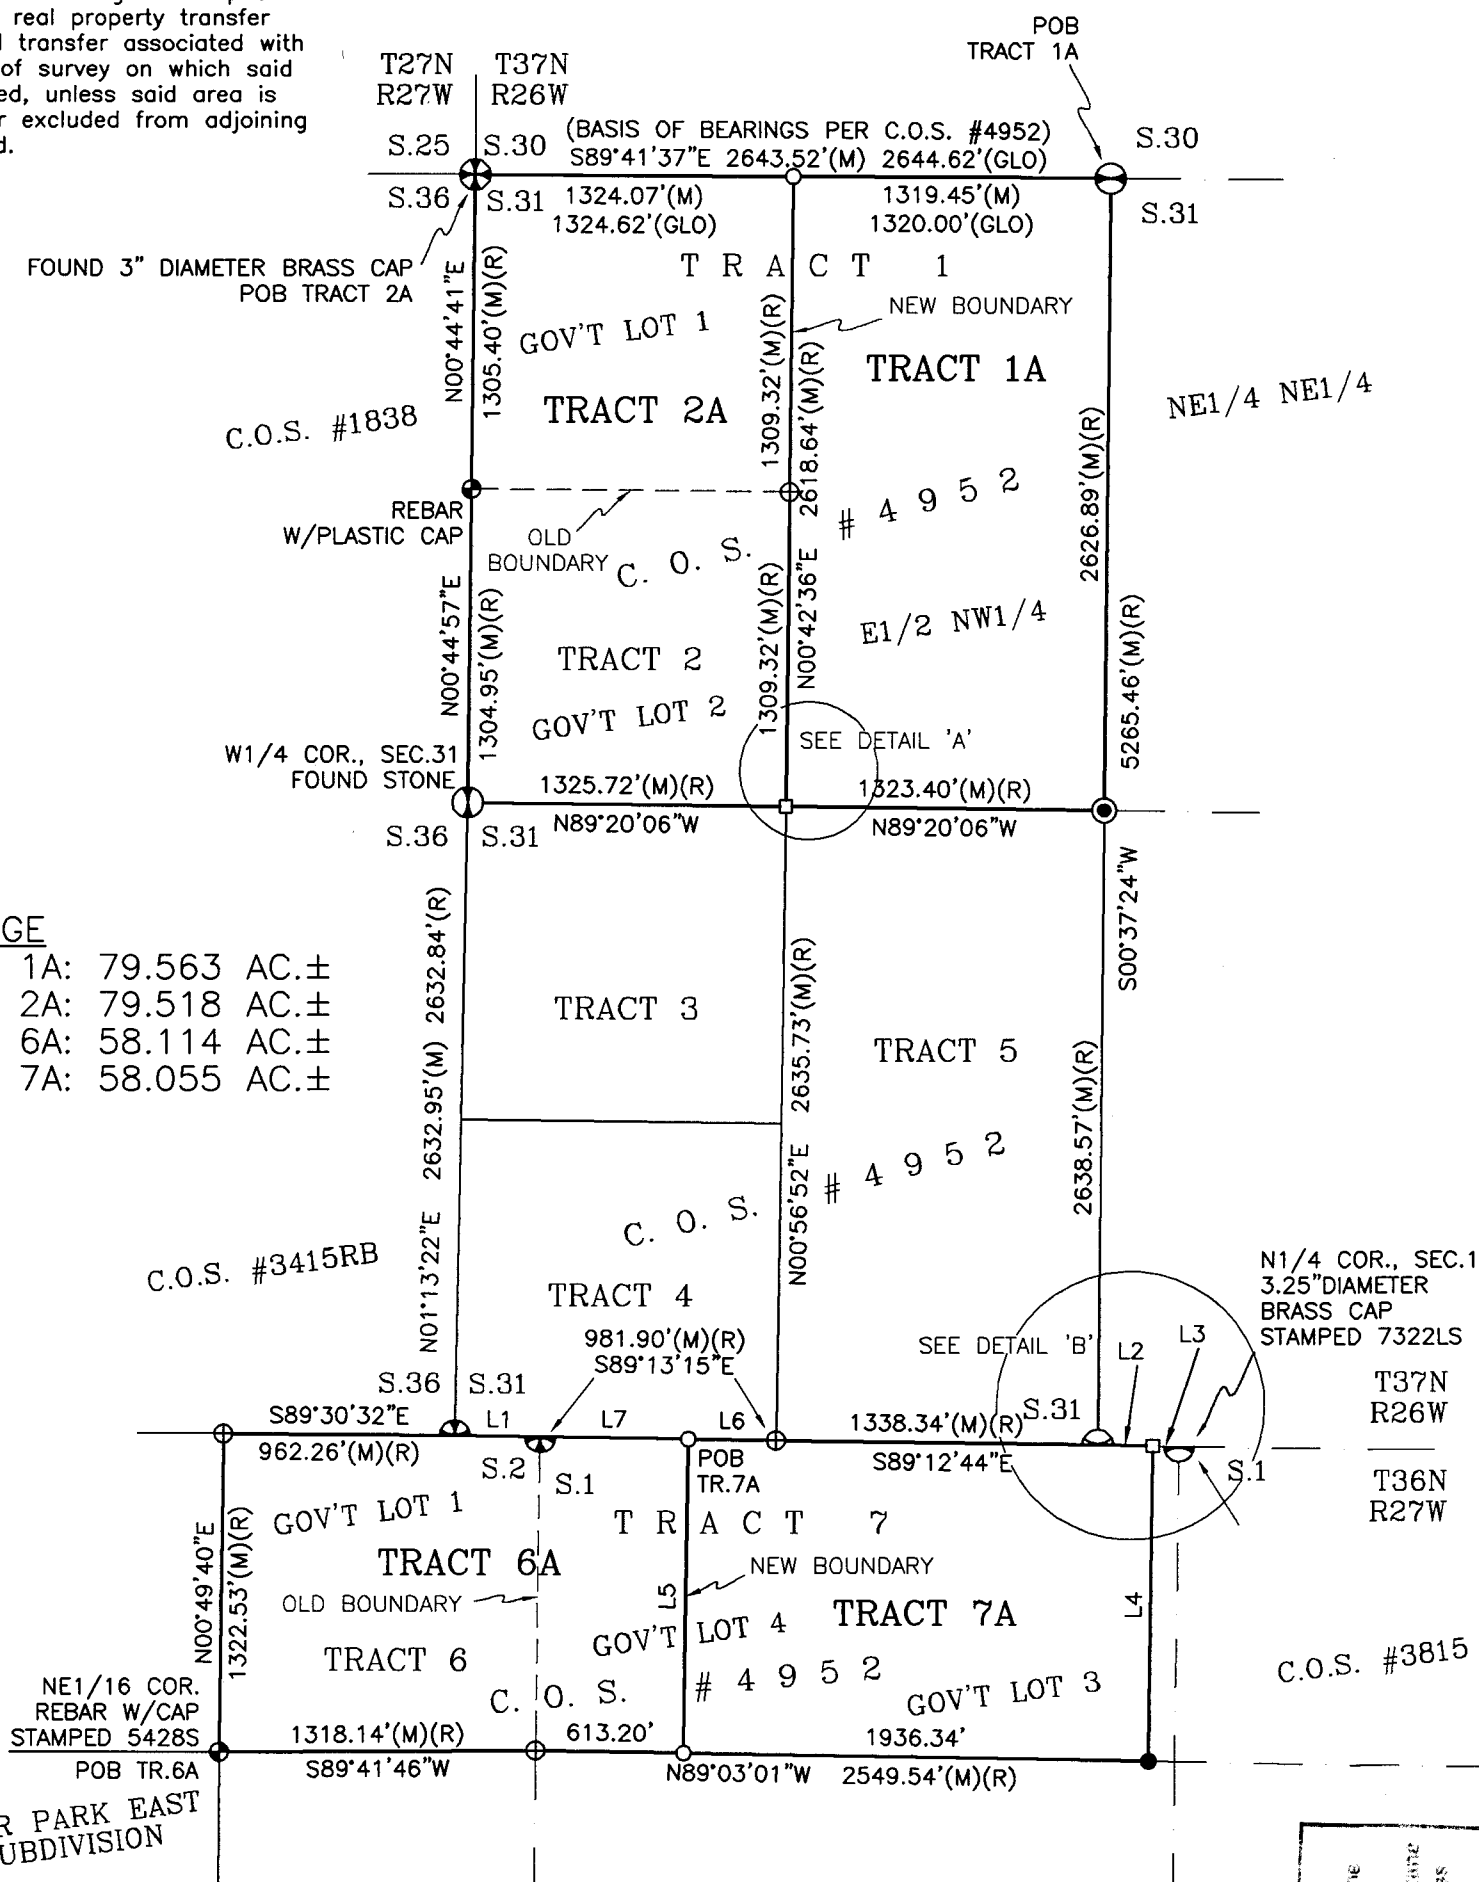 real property transfer
transfer associated with
of survey on which said
ed, unless said area is
r excluded from adjoining
d.
POB
TRACT 1A
T27N T37N
R27W R26W
(BASIS OF BEARINGS PER C.O.S. #4952)
S.25 S.30
S89°41'37"E 2643.52'(M) 2644.62'(GLO)
S.30
S.36 S.31
1324.07'(M)
1324.62'(GLO)
1319.45'(M)
1320.00'(GLO)
S.31
FOUND 3" DIAMETER BRASS CAP
POB TRACT 2A
N00°44'41"E
1305.40'(M)(R)
T R A C T 1
NEW BOUNDARY
GOV'T LOT 1
1309.32'(M)(R)
2618.64'(M)(R)
TRACT 1A
TRACT 2A
C.O.S. #1838
NE1/4 NE1/4
2626.89'(M)(R)
REBAR
W/PLASTIC CAP
OLD
BOUNDARY
C. O. S. # 4 9 5 2
N00°44'57"E
1304.95'(M)(R)
1309.32'(M)(R)
N00°42'36"E
E1/2 NW1/4
5265.46'(M)(R)
TRACT 2
GOV'T LOT 2
SEE DETAIL 'A'
W1/4 COR., SEC.31
FOUND STONE
1325.72'(M)(R)
N89°20'06"W
1323.40'(M)(R)
N89°20'06"W
S.36 S.31
S00°37'24"W
GE
1A: 79.563 AC.±
2A: 79.518 AC.±
6A: 58.114 AC.±
7A: 58.055 AC.±
N01°13'22"E 2632.95'(M) 2632.84'(R)
TRACT 3
2635.73'(M)(R)
N00°56'52"E
TRACT 5
2638.57'(M)(R)
C. O. S. # 4 9 5 2
C.O.S. #3415RB
TRACT 4
981.90'(M)(R)
S89°13'15"E
N1/4 COR., SEC.1
3.25"DIAMETER
BRASS CAP
STAMPED 7322LS
SEE DETAIL 'B'
L2
L3
T37N
R26W
S.36 S.31
S89°30'32"E
962.26'(M)(R)
L1
L7
L6
1338.34'(M)(R)
S89°12'44"E
S.31
S.2
S.1
POB
TR.7A
S.1
T36N
R27W
GOV'T LOT 1
T R A C T 7
N00°49'40"E
1322.53'(M)(R)
TRACT 6A
NEW BOUNDARY
OLD BOUNDARY
L5
TRACT 7A
L4
GOV'T LOT 4
TRACT 6
C. O. S. # 4 9 5 2
GOV'T LOT 3
C.O.S. #3815
NE1/16 COR.
REBAR W/CAP
STAMPED 5428S
POB TR.6A
1318.14'(M)(R)
S89°41'46"W
613.20'
1936.34'
N89°03'01"W 2549.54'(M)(R)
R PARK EAST
UBDIVISION